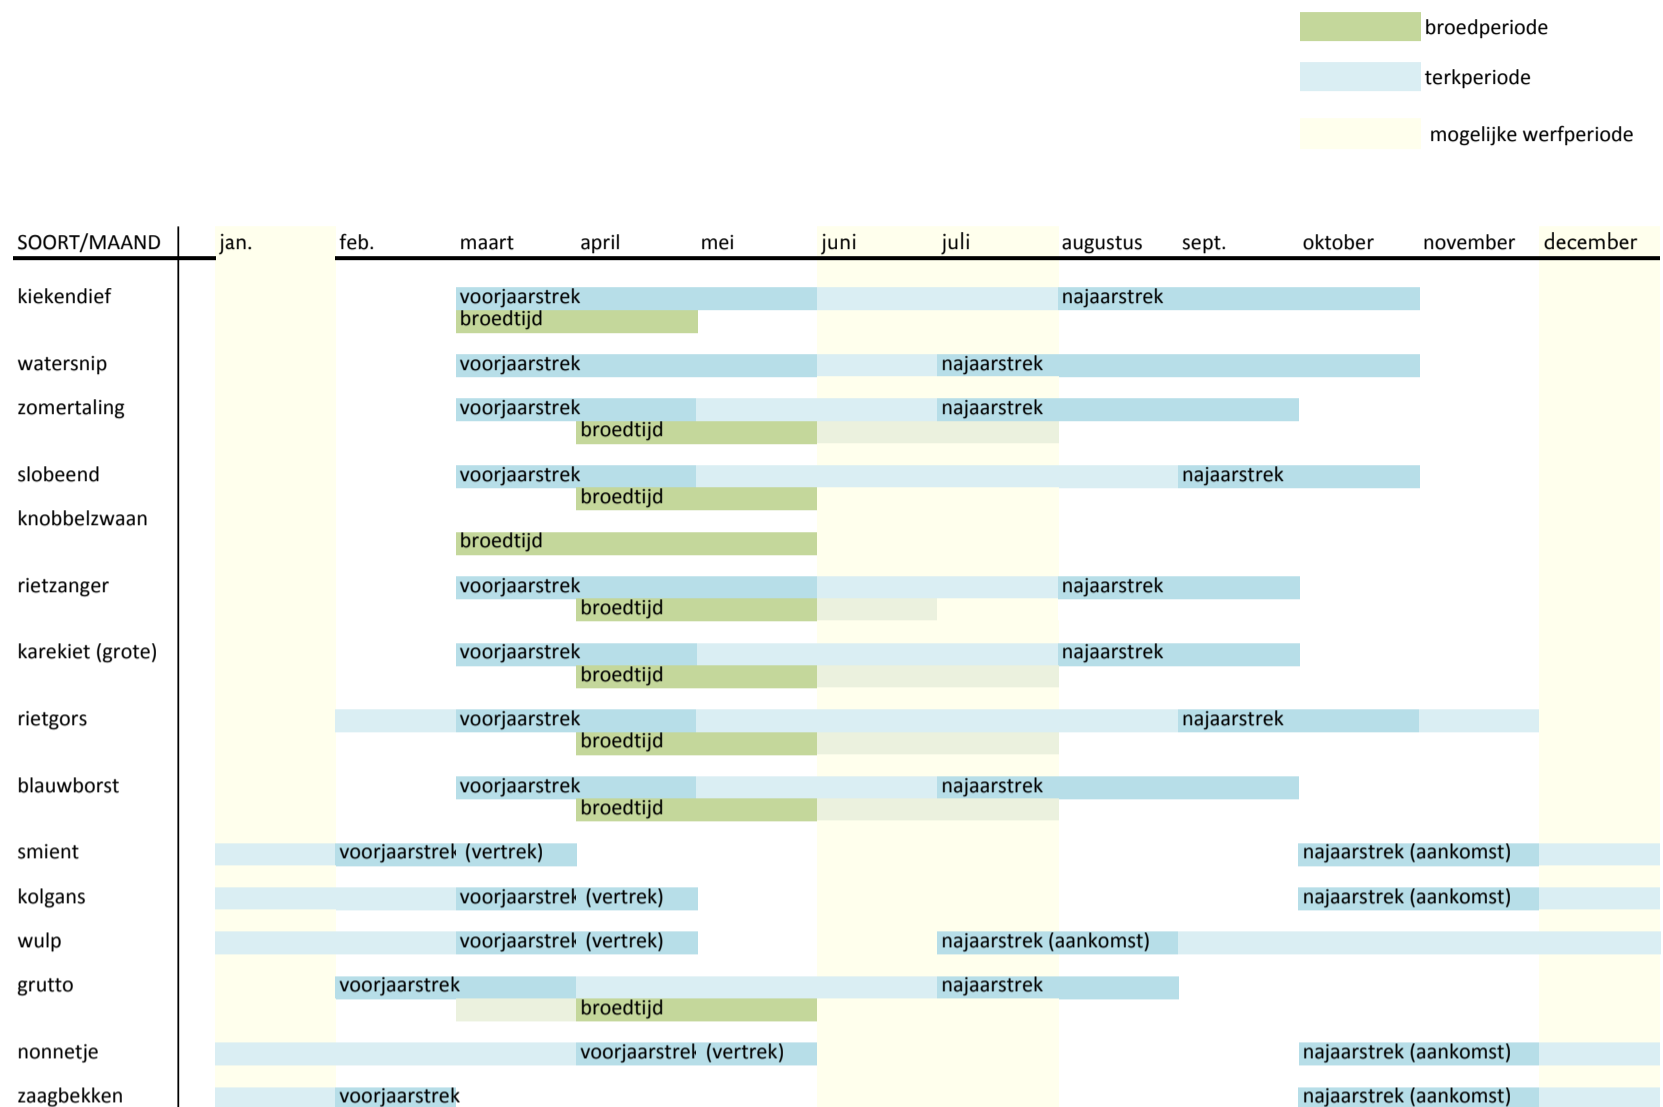 broedperiode
terkperiode
mogelijke werfperiode
SOORT/MAAND jan. feb. maart april mei juni juli augustus sept. oktober november december
kiekendief voorjaarstrek najaarstrek
broedtijd
watersnip voorjaarstrek najaarstrek
zomertaling voorjaarstrek najaarstrek
broedtijd
slobeend voorjaarstrek najaarstrek
broedtijd
knobbelzwaan
broedtijd
rietzanger voorjaarstrek najaarstrek
broedtijd
karekiet (grote) voorjaarstrek najaarstrek
broedtijd
rietgors voorjaarstrek najaarstrek
broedtijd
blauwborst voorjaarstrek najaarstrek
broedtijd
smient voorjaarstrek (vertrek) najaarstrek (aankomst)
kolgans voorjaarstrek (vertrek) najaarstrek (aankomst)
wulp voorjaarstrek (vertrek) najaarstrek (aankomst)
grutto voorjaarstrek najaarstrek
broedtijd
nonnetje voorjaarstrek (vertrek) najaarstrek (aankomst)
zaagbekken voorjaarstrek najaarstrek (aankomst)